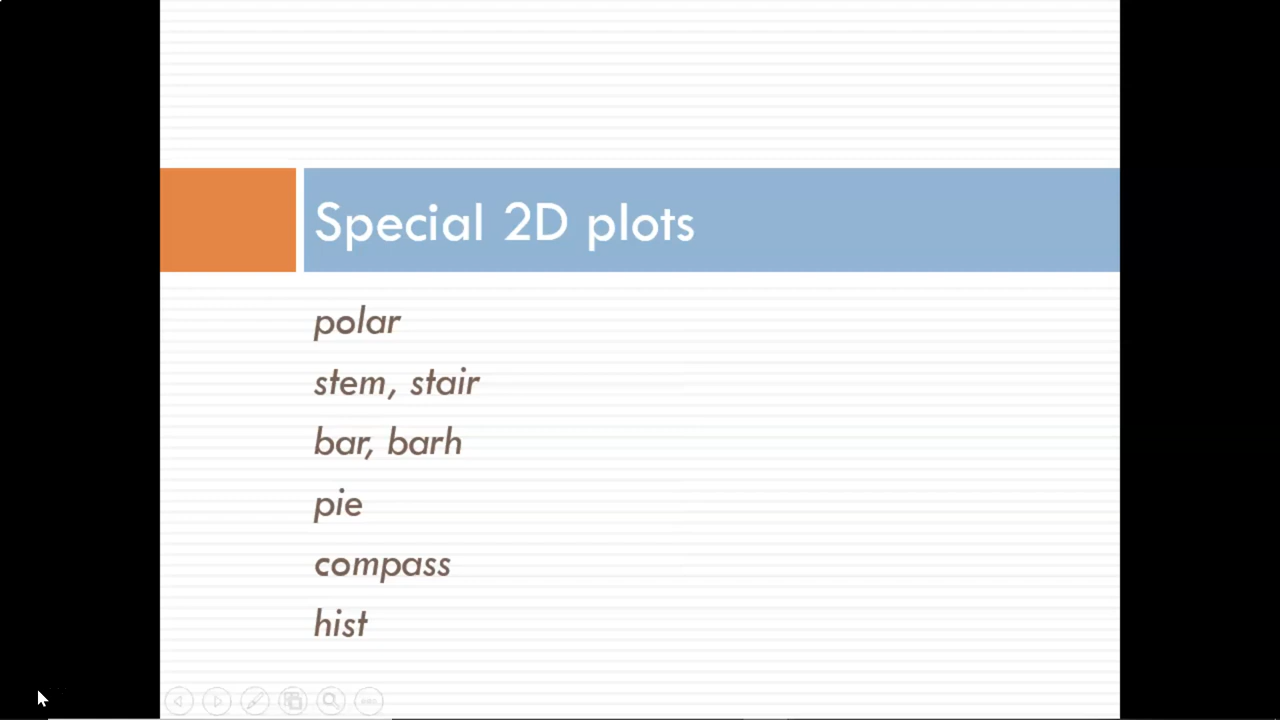 Special 2D plots
polar
stem, stair
bar, barh
pie
compass
hist